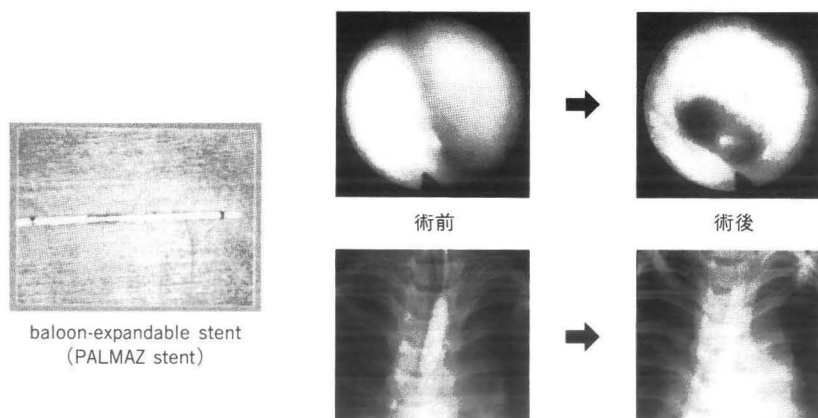 術前
術後
baloon-expandable stent
(PALMAZ stent)